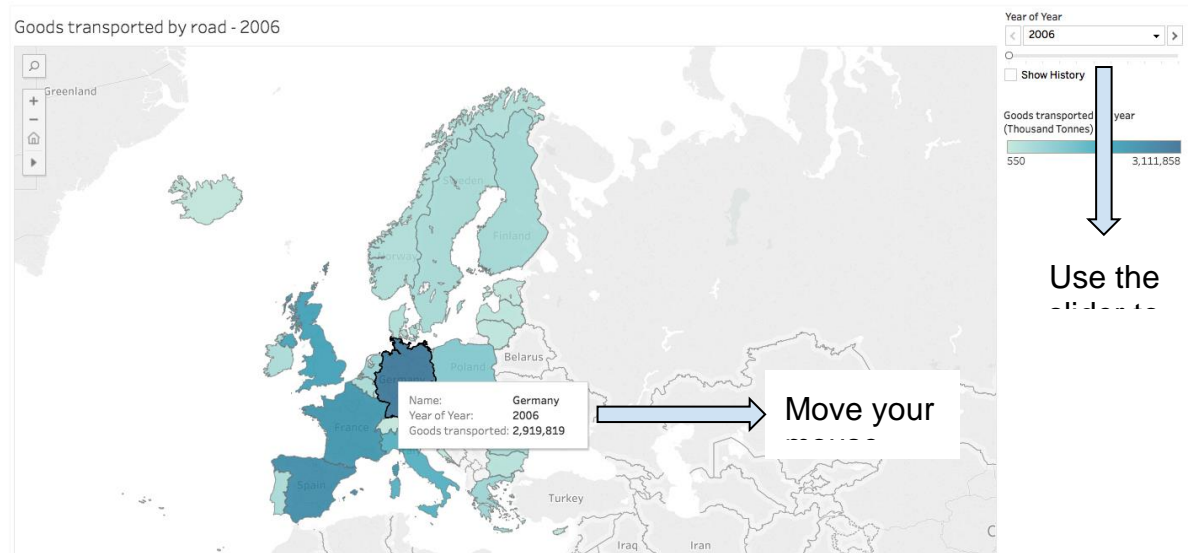 Goods transported by road - 2006
Year of Year
2006
Show History
Goods transported year
(Thousand Tonnes)
550 3,111,858
Use the
Greenland
Sweden
Finland
Norway
Belarus
Poland
Germany
Name: Germany
Year of Year: 2006
Goods transported: 2,919,819
Move your
France
Spain
Turkey
Iraq
Iran
C